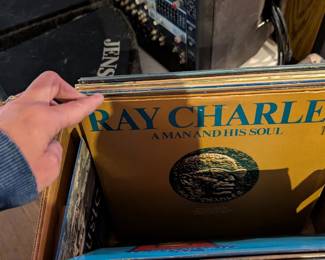 JENS
RAY CHARLE
A MAN AND HIS SOUL